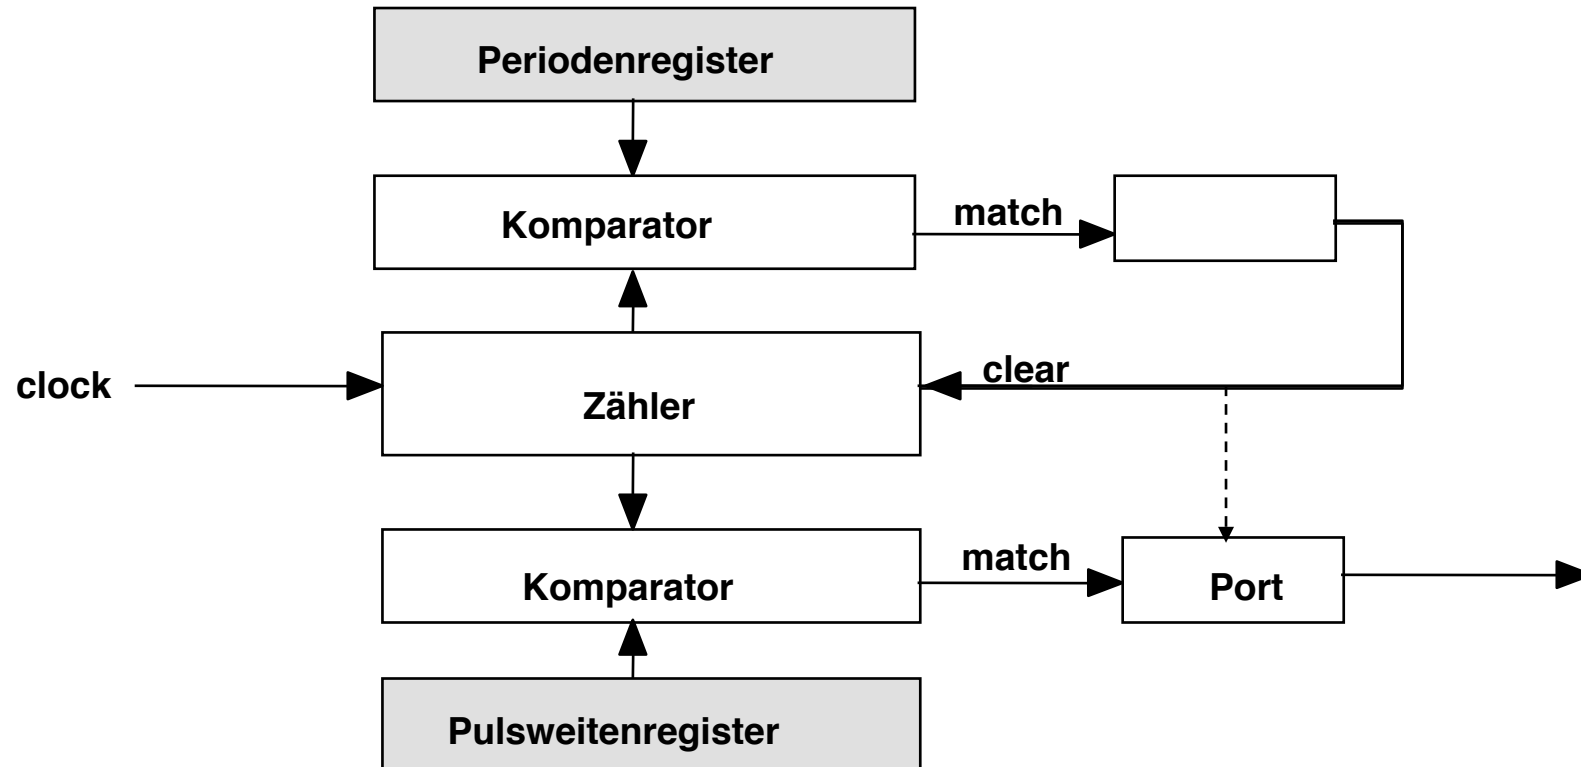 Periodenregister
Komparator
match
clock
Zähler
clear
Komparator
match
Port
Pulsweitenregister